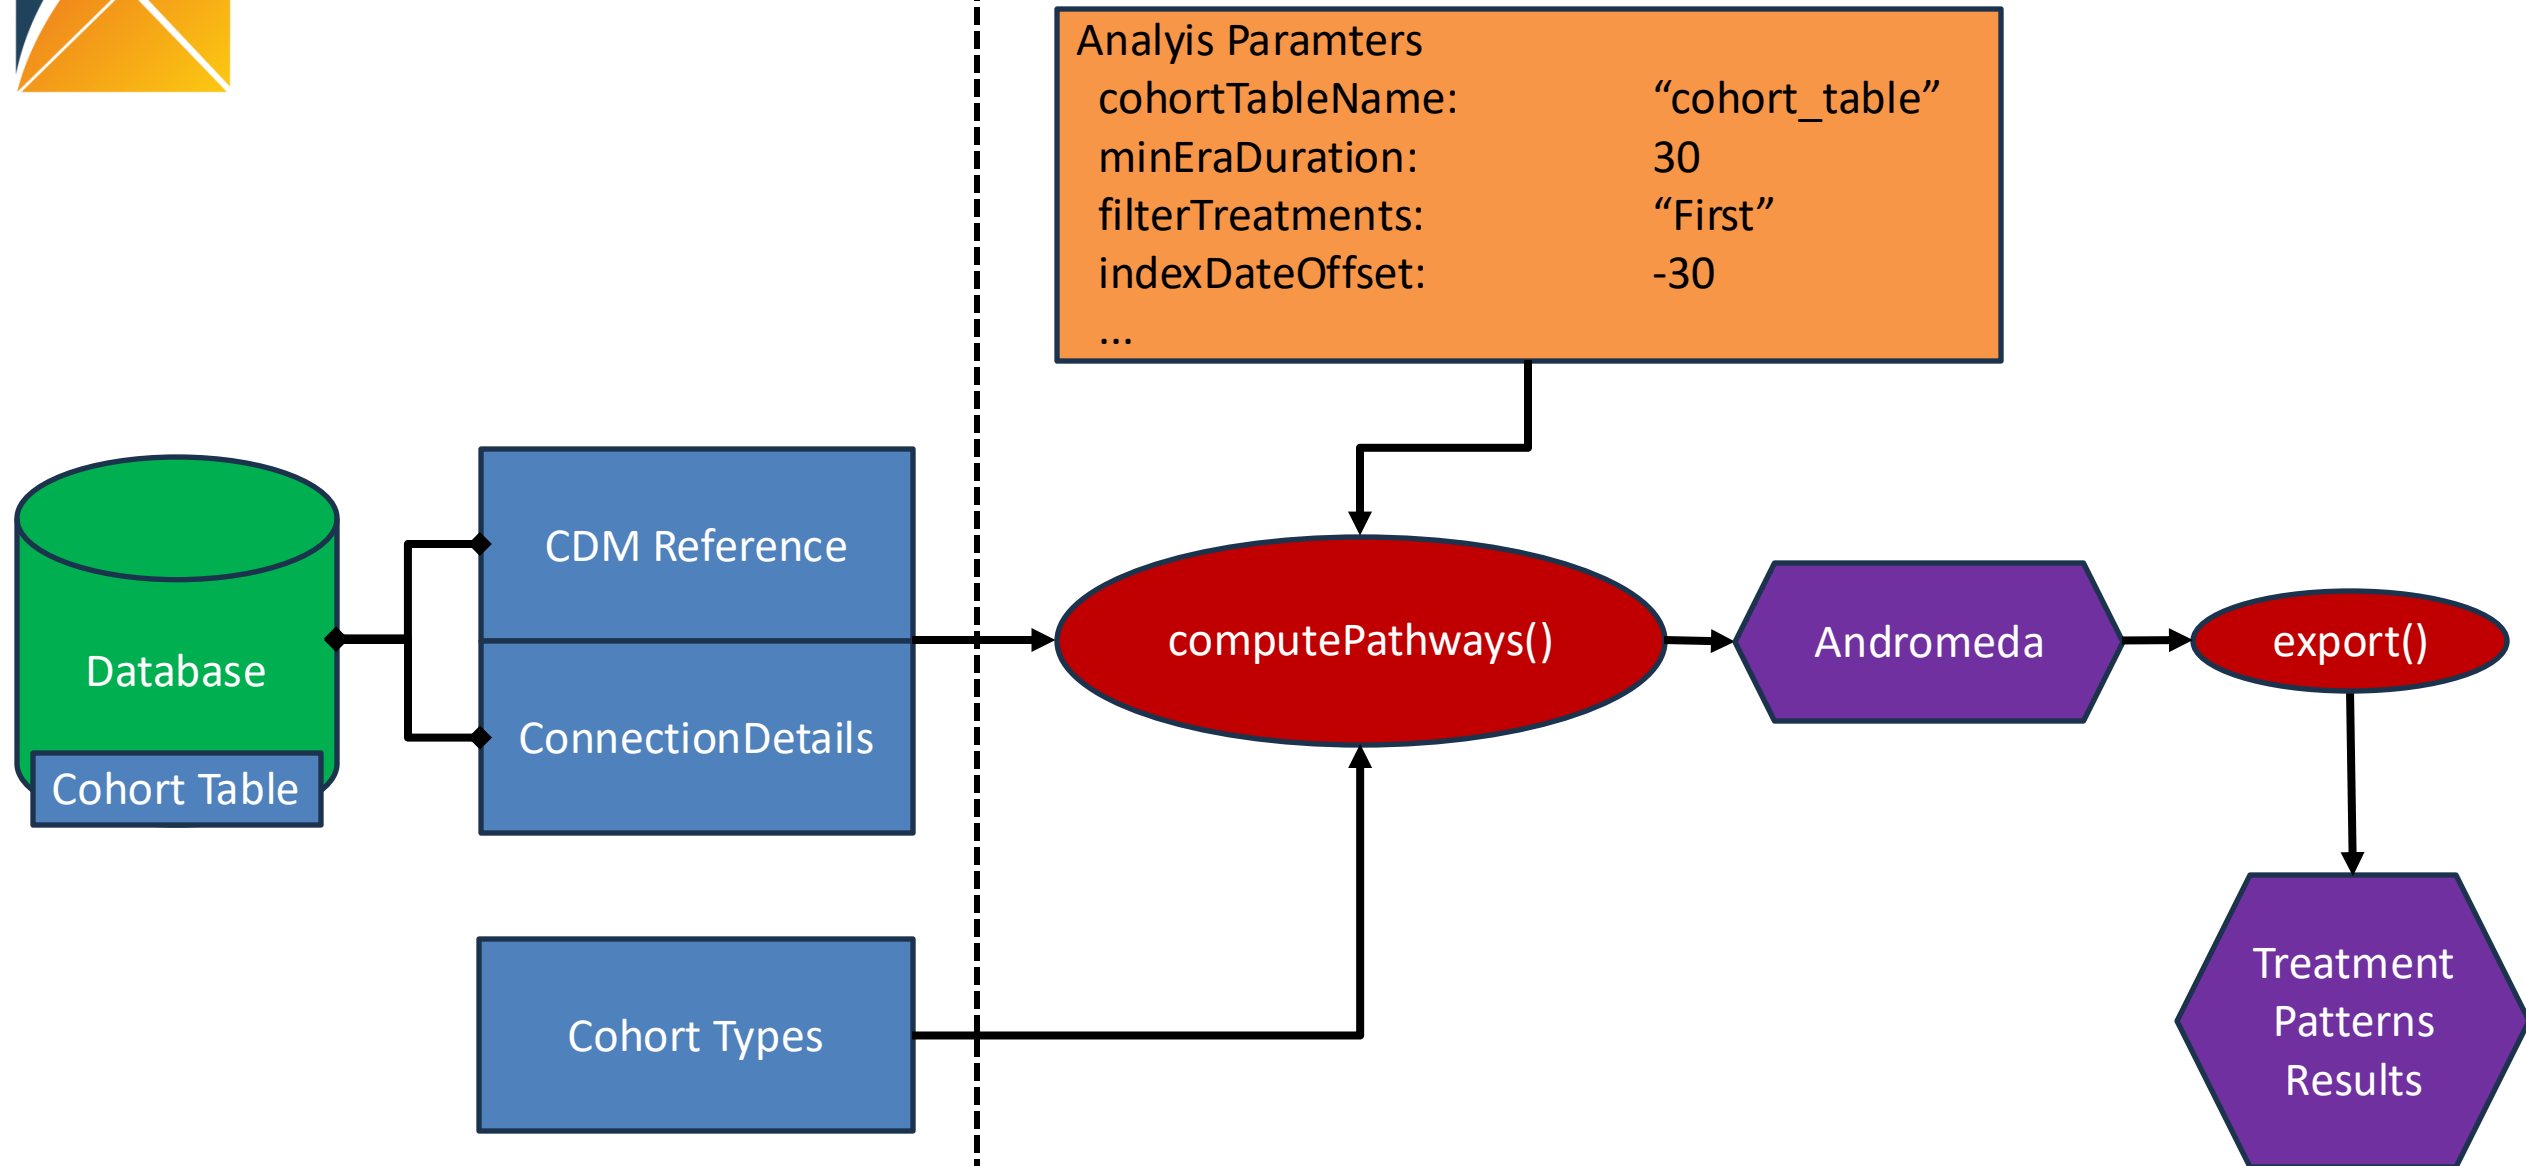 Analyis Paramters
cohortTableName: “cohort_table”
minEraDuration: 30
filterTreatments: “First”
indexDateOffset: -30
...
CDM Reference
Database
ConnectionDetails
Cohort Table
Cohort Types
computePathways()
Andromeda
export()
Treatment
Patterns
Results